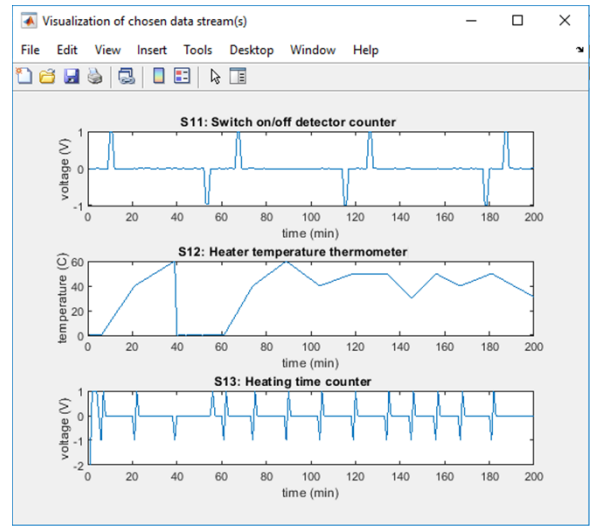 Visualization of chosen data stream(s)
File Edit View Insert Tools Desktop Window Help
S11: Switch on/off detector counter
voltage (V)
1
0
-1
0 20 40 60 80 100 120 140 160 180 200
time (min)
S12: Heater temperature thermometer
temperature (C)
60
40
20
0
0 20 40 60 80 100 120 140 160 180 200
time (min)
S13: Heating time counter
voltage (V)
1
0
-1
-2
0 20 40 60 80 100 120 140 160 180 200
time (min)